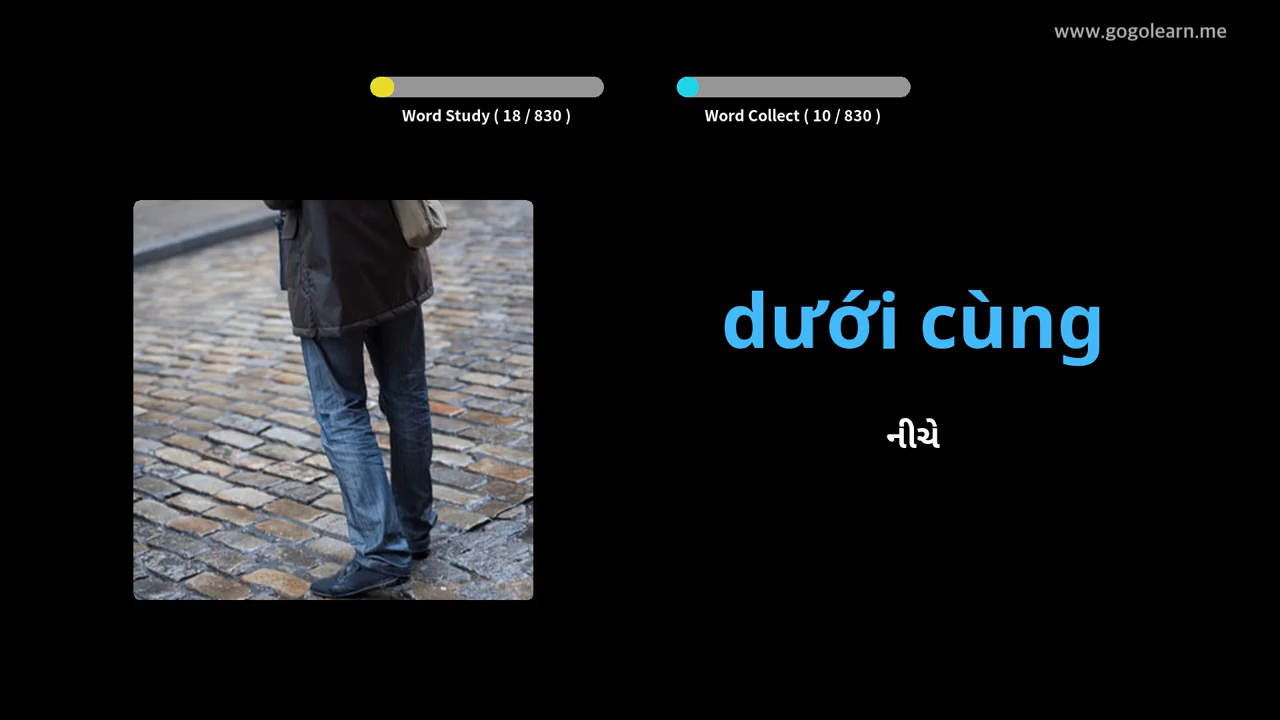 www.gogolearn.me
Word Study ( 18 / 830 )
Word Collect ( 10 / 830 )
dưới cùng
નીચે